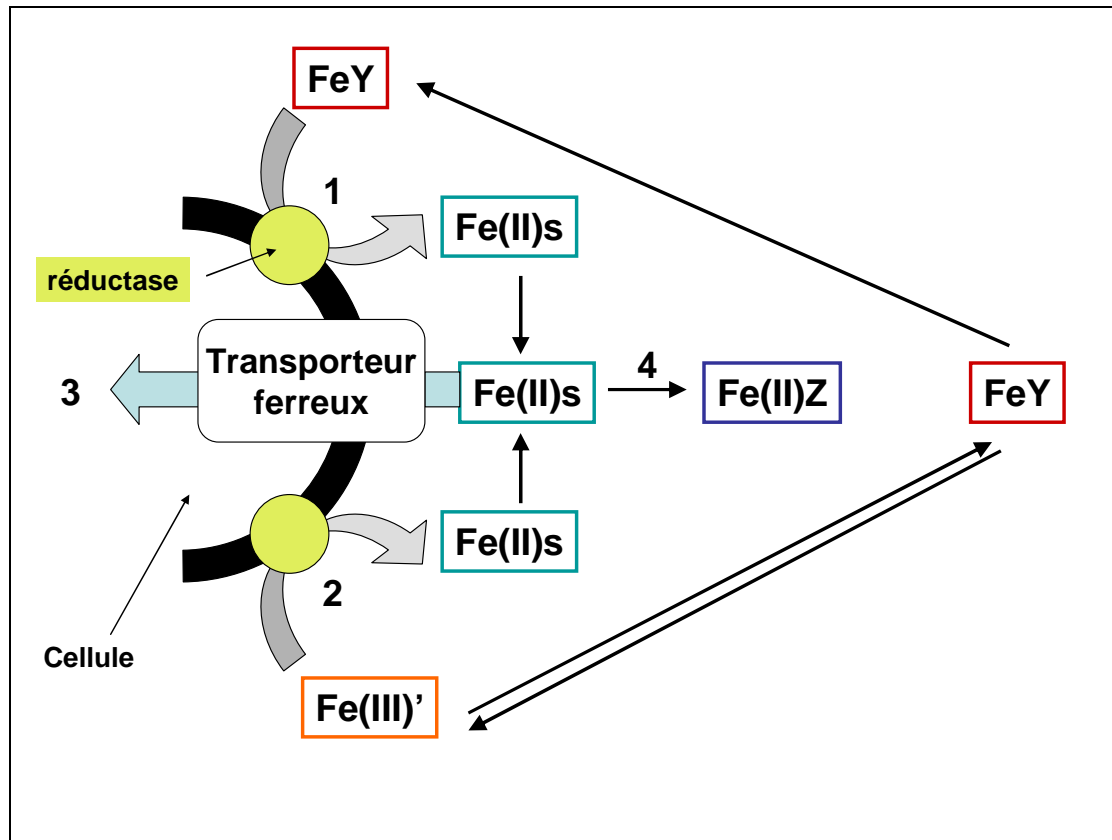 FeY
1
Fe(II)s
réductase
Transporteur
ferreux
3
Fe(II)s
4
Fe(II)Z
FeY
Fe(II)s
2
Cellule
Fe(III)’